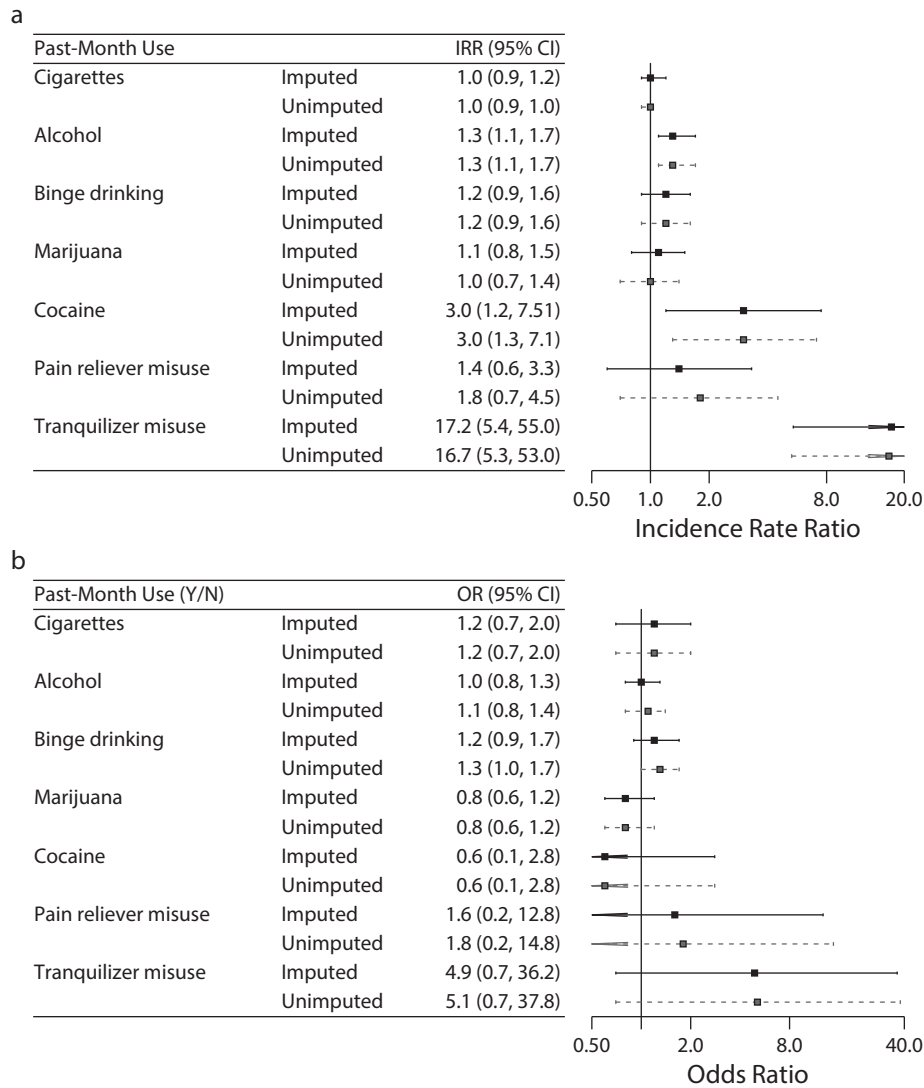 a
Past-Month Use IRR (95% CI)
Cigarettes Imputed 1.0 (0.9, 1.2)
Unimputed 1.0 (0.9, 1.0)
Alcohol Imputed 1.3 (1.1, 1.7)
Unimputed 1.3 (1.1, 1.7)
Binge drinking Imputed 1.2 (0.9, 1.6)
Unimputed 1.2 (0.9, 1.6)
Marijuana Imputed 1.1 (0.8, 1.5)
Unimputed 1.0 (0.7, 1.4)
Cocaine Imputed 3.0 (1.2, 7.51)
Unimputed 3.0 (1.3, 7.1)
Pain reliever misuse Imputed 1.4 (0.6, 3.3)
Unimputed 1.8 (0.7, 4.5)
Tranquilizer misuse Imputed 17.2 (5.4, 55.0)
Unimputed 16.7 (5.3, 53.0)
0.50 1.0 2.0 8.0 20.0
Incidence Rate Ratio
b
Past-Month Use (Y/N) OR (95% CI)
Cigarettes Imputed 1.2 (0.7, 2.0)
Unimputed 1.2 (0.7, 2.0)
Alcohol Imputed 1.0 (0.8, 1.3)
Unimputed 1.1 (0.8, 1.4)
Binge drinking Imputed 1.2 (0.9, 1.7)
Unimputed 1.3 (1.0, 1.7)
Marijuana Imputed 0.8 (0.6, 1.2)
Unimputed 0.8 (0.6, 1.2)
Cocaine Imputed 0.6 (0.1, 2.8)
Unimputed 0.6 (0.1, 2.8)
Pain reliever misuse Imputed 1.6 (0.2, 12.8)
Unimputed 1.8 (0.2, 14.8)
Tranquilizer misuse Imputed 4.9 (0.7, 36.2)
Unimputed 5.1 (0.7, 37.8)
0.50 2.0 8.0 40.0
Odds Ratio